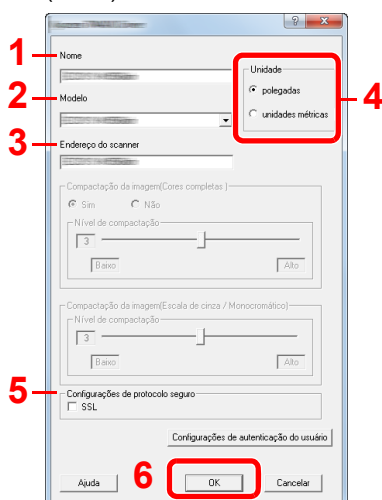 1 Nome
Unidade
polegadas
unidades métricas
4
2 Modelo
3 Endereço do scanner
Compactação da imagem(Cores completas )
Sim Não
Nível de compactação
3
Baixo Alto
Compactação da imagem(Escala de cinza / Monocromático)
Nível de compactação
3
Baixo Alto
5 Configurações de protocolo seguro
SSL
Configurações de autenticação do usuário
Ajuda 6 OK Cancelar